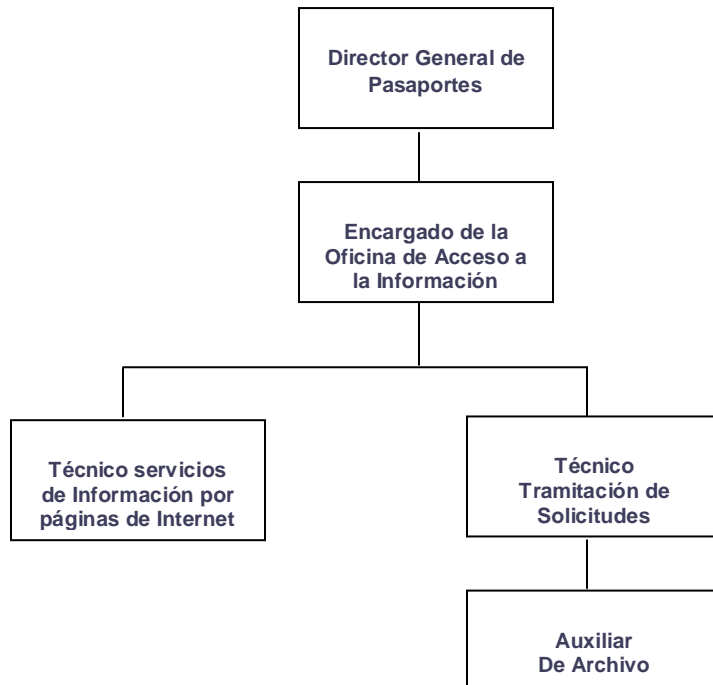 Director General de
Pasaportes
Encargado de la
Oficina de Acceso a
la Información
Técnico servicios
de Información por
páginas de Internet
Técnico
Tramitación de
Solicitudes
Auxiliar
De Archivo